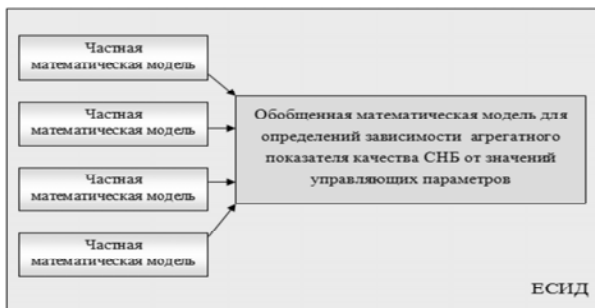 Частная
математическая модель
Частная
математическая модель
Частная
математическая модель
Частная
математическая модель
Обобщенная математическая модель для
определений зависимости агрегатного
показателя качества СНБ от значений
управляющих параметров
ЕСИД